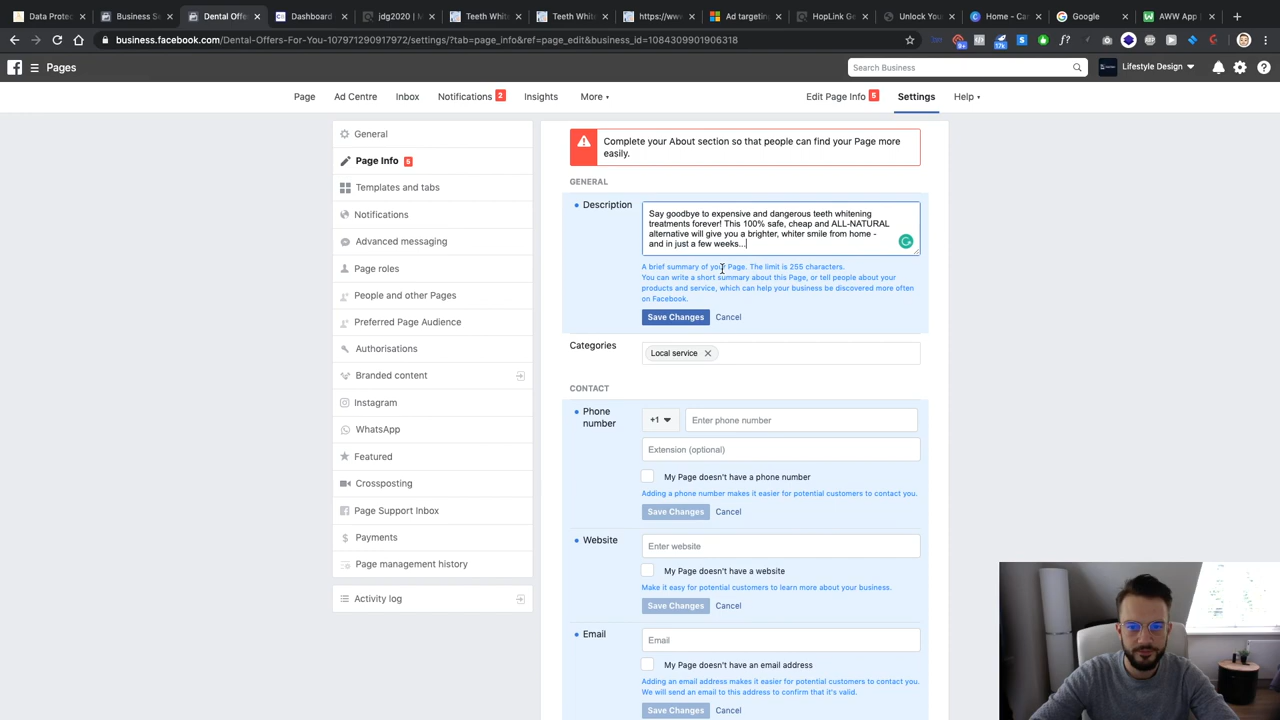 Data Protec
Business Se
Dental Offer
Dashboard
jdg2020 | M
Teeth White
Teeth White
https://www
Ad targeting
HopLink Ge
Unlock You
Home - Can
Google
AWW App |
business.facebook.com/Dental-Offers-For-You-107971290917972/settings/?tab=page_info&ref=page_edit&business_id=1084309901906318
9+
17k
f?
Pages
Search Business
Lifestyle Design
Page
Ad Centre
Inbox
Notifications 2
Insights
More
Edit Page Info 5
Settings
Help
General
Page Info 5
Templates and tabs
Notifications
Advanced messaging
Page roles
People and other Pages
Preferred Page Audience
Authorisations
Branded content
Instagram
WhatsApp
Featured
Crossposting
Page Support Inbox
Payments
Page management history
Activity log
Complete your About section so that people can find your Page more
easily.
GENERAL
Description
Say goodbye to expensive and dangerous teeth whitening
treatments forever! This 100% safe, cheap and ALL-NATURAL
alternative will give you a brighter, whiter smile from home -
and in just a few weeks...
A brief summary of your Page. The limit is 255 characters.
You can write a short summary about this Page, or tell people about your
products and service, which can help your business be discovered more often
on Facebook.
Save Changes
Cancel
Categories
Local service
CONTACT
Phone
number
+1
Enter phone number
Extension (optional)
My Page doesn't have a phone number
Adding a phone number makes it easier for potential customers to contact you.
Save Changes
Cancel
Website
Enter website
My Page doesn't have a website
Make it easy for potential customers to learn more about your business.
Save Changes
Cancel
Email
Email
My Page doesn't have an email address
Adding an email address makes it easier for potential customers to contact you.
We will send an email to this address to confirm that it's valid.
Save Changes
Cancel